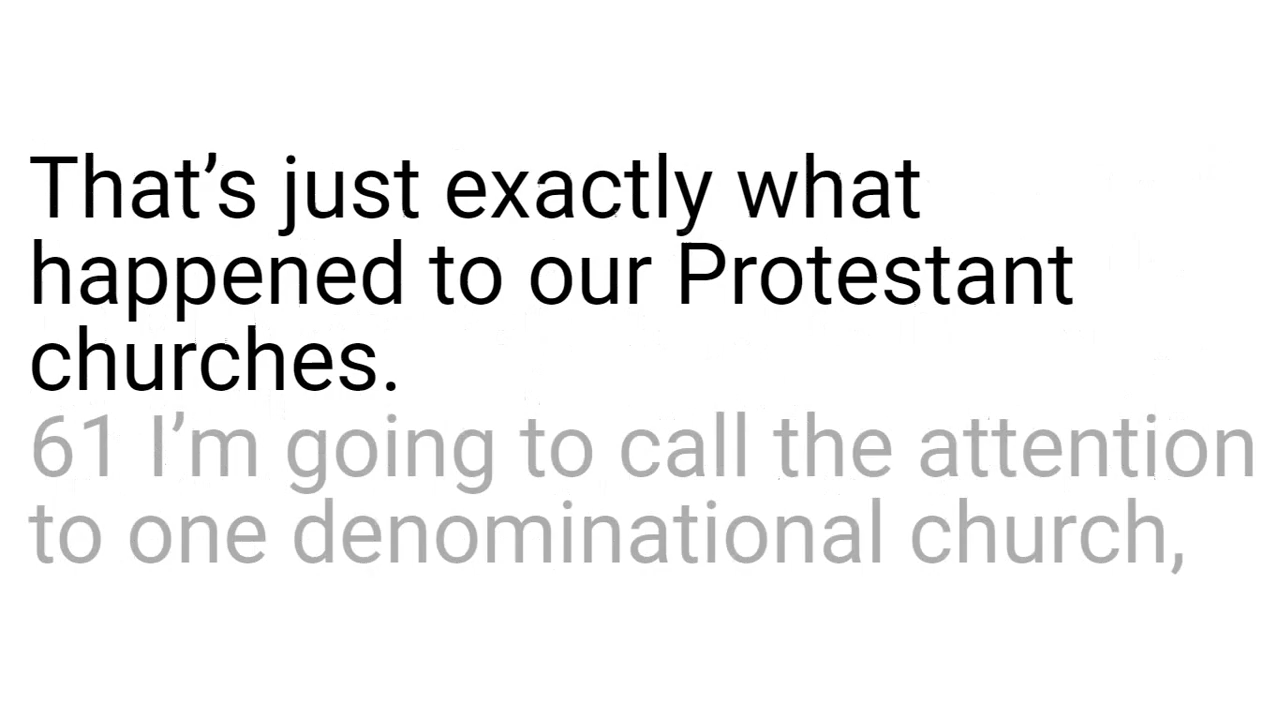 That’s just exactly what
happened to our Protestant
churches.
61 I’m going to call the attention
to one denominational church,